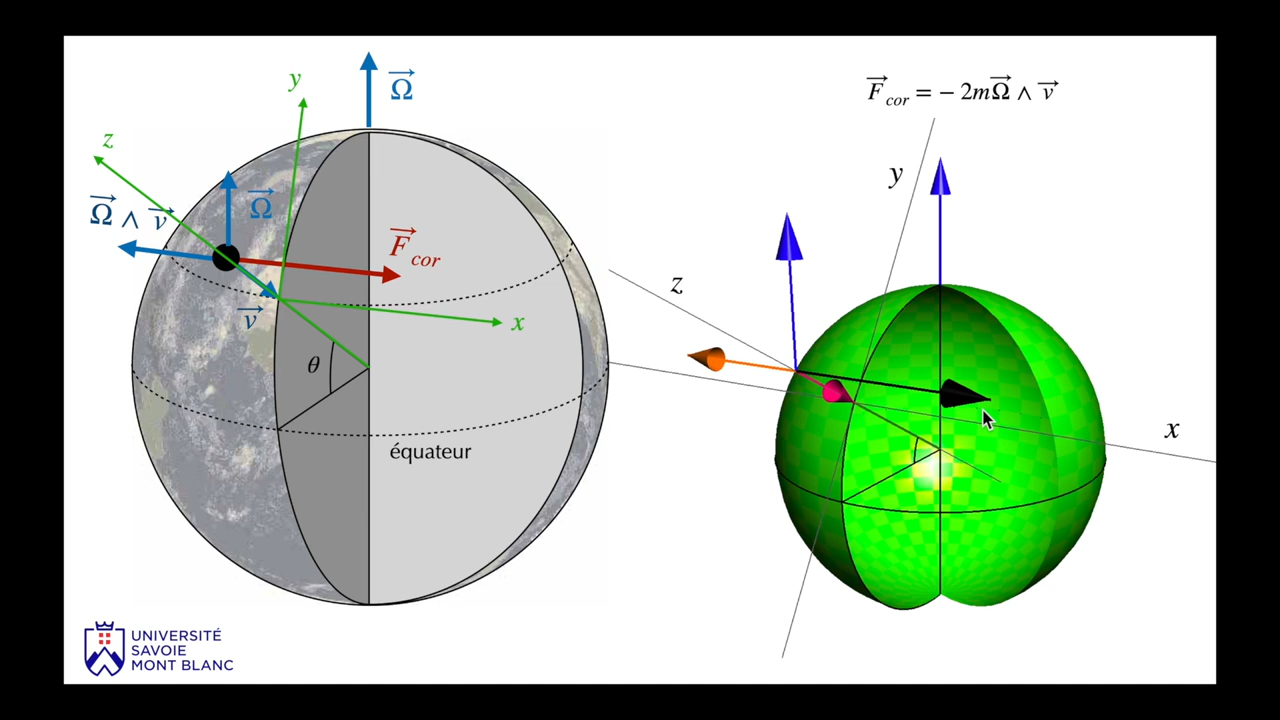 y
Ω⃗
z
Ω⃗ ∧ v⃗
Ω⃗
F⃗cor
v⃗
x
θ
équateur
UNIVERSITÉ
SAVOIE
MONT BLANC
F⃗cor = − 2mΩ⃗ ∧ v⃗
y
z
x